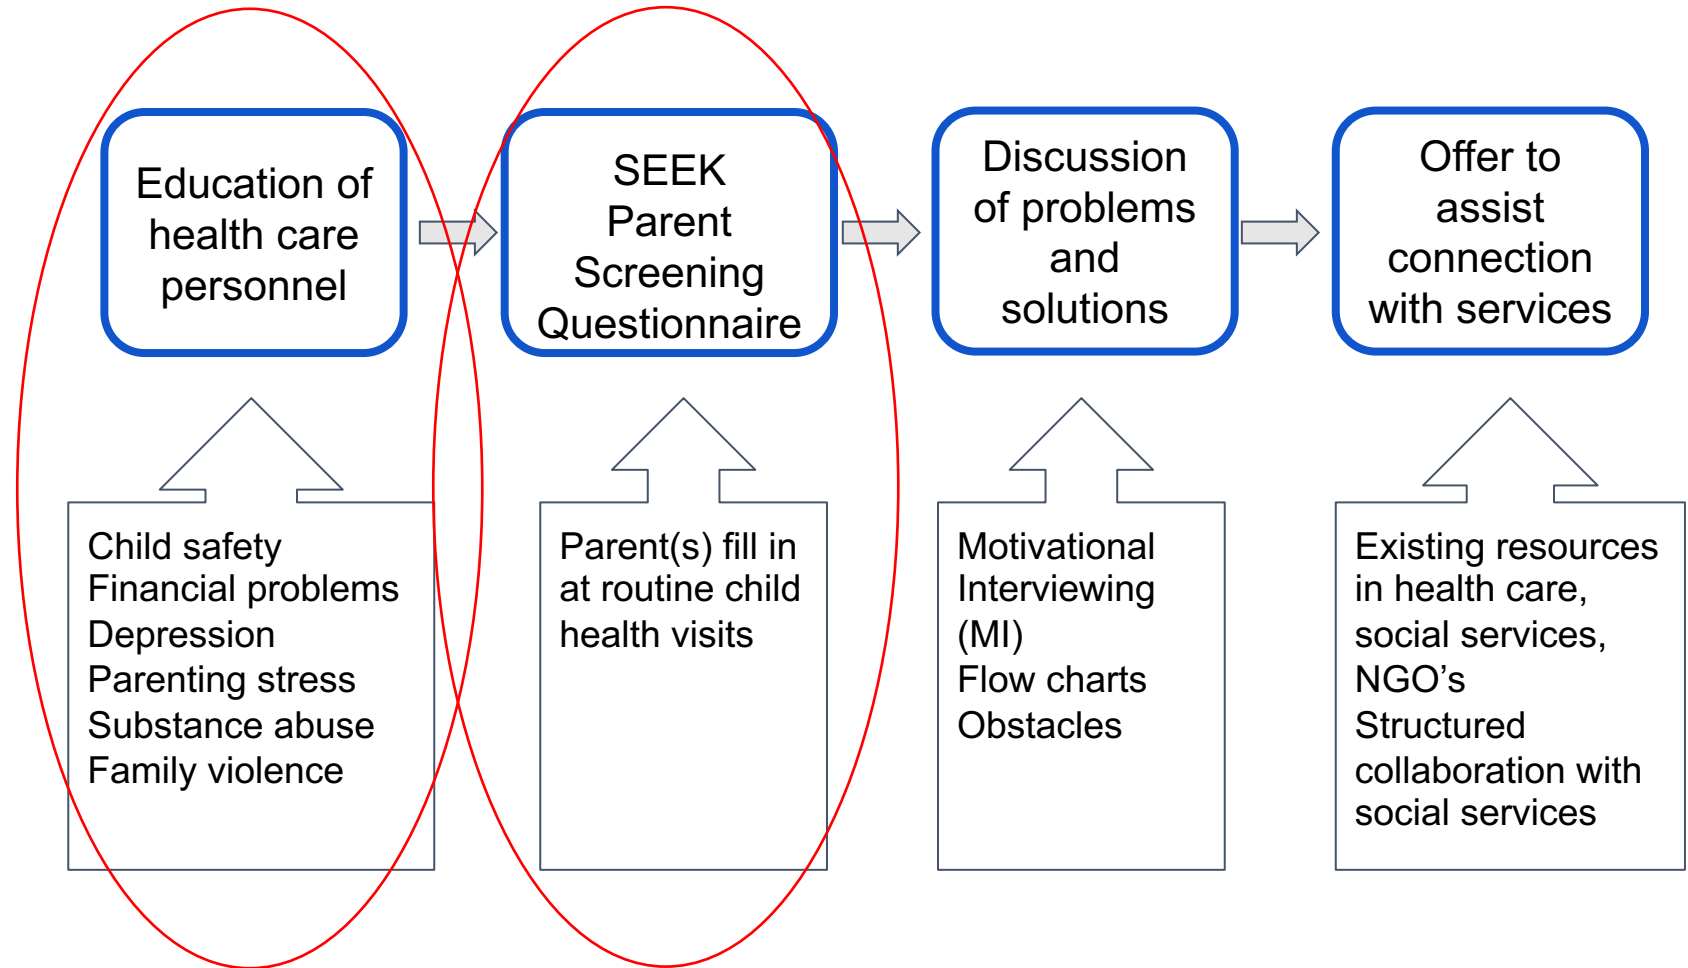 Education of
health care
personnel
SEEK
Parent
Screening
Questionnaire
Discussion
of problems
and
solutions
Offer to
assist
connection
with services
Child safety
Financial problems
Depression
Parenting stress
Substance abuse
Family violence
Parent(s) fill in
at routine child
health visits
Motivational
Interviewing
(MI)
Flow charts
Obstacles
Existing resources
in health care,
social services,
NGO’s
Structured
collaboration with
social services